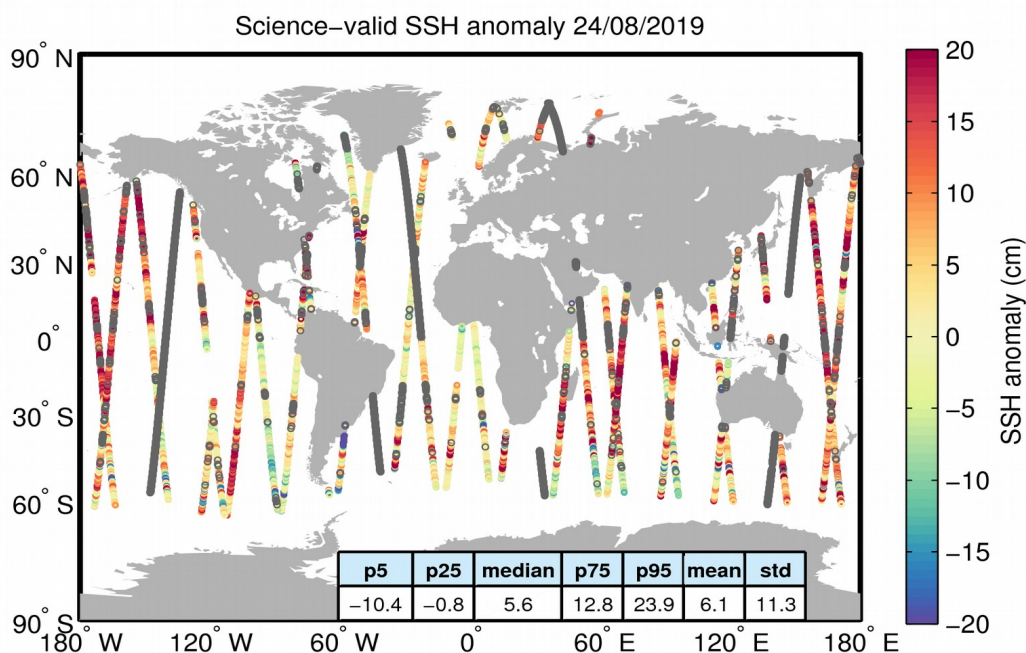 Science−valid SSH anomaly 24/08/2019
90° N
60° N
30° N
0°
30° S
60° S
90° S
180° W
120° W
60° W
0°
60° E
120° E
180° E
p5 p25 median p75 p95 mean std
−10.4 −0.8 5.6 12.8 23.9 6.1 11.3
20
15
10
5
0
−5
−10
−15
−20
SSH anomaly (cm)